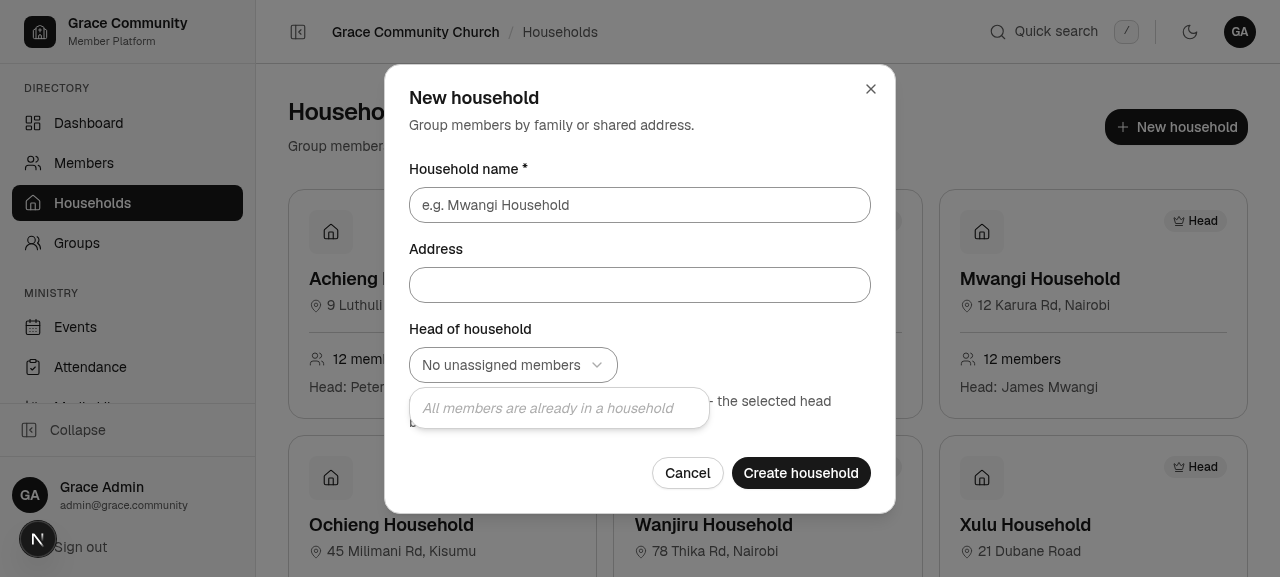 Grace Community
Member Platform
Grace Community Church / Households
Quick search /
GA
DIRECTORY
Dashboard
Members
Households
Groups
MINISTRY
Events
Attendance
Collapse
GA
Grace Admin
admin@grace.community
N
Sign out
New household
New household
Group members by family or shared address.
Household name *
e.g. Mwangi Household
Address
Head of household
No unassigned members
All members are already in a household
- the selected head
Cancel
Create household
Achieng
9 Luthuli
Head: Peter
Head
Mwangi Household
12 Karura Rd, Nairobi
12 members
Head: James Mwangi
Ochieng Household
45 Milimani Rd, Kisumu
Wanjiru Household
78 Thika Rd, Nairobi
Head
Xulu Household
21 Dubane Road